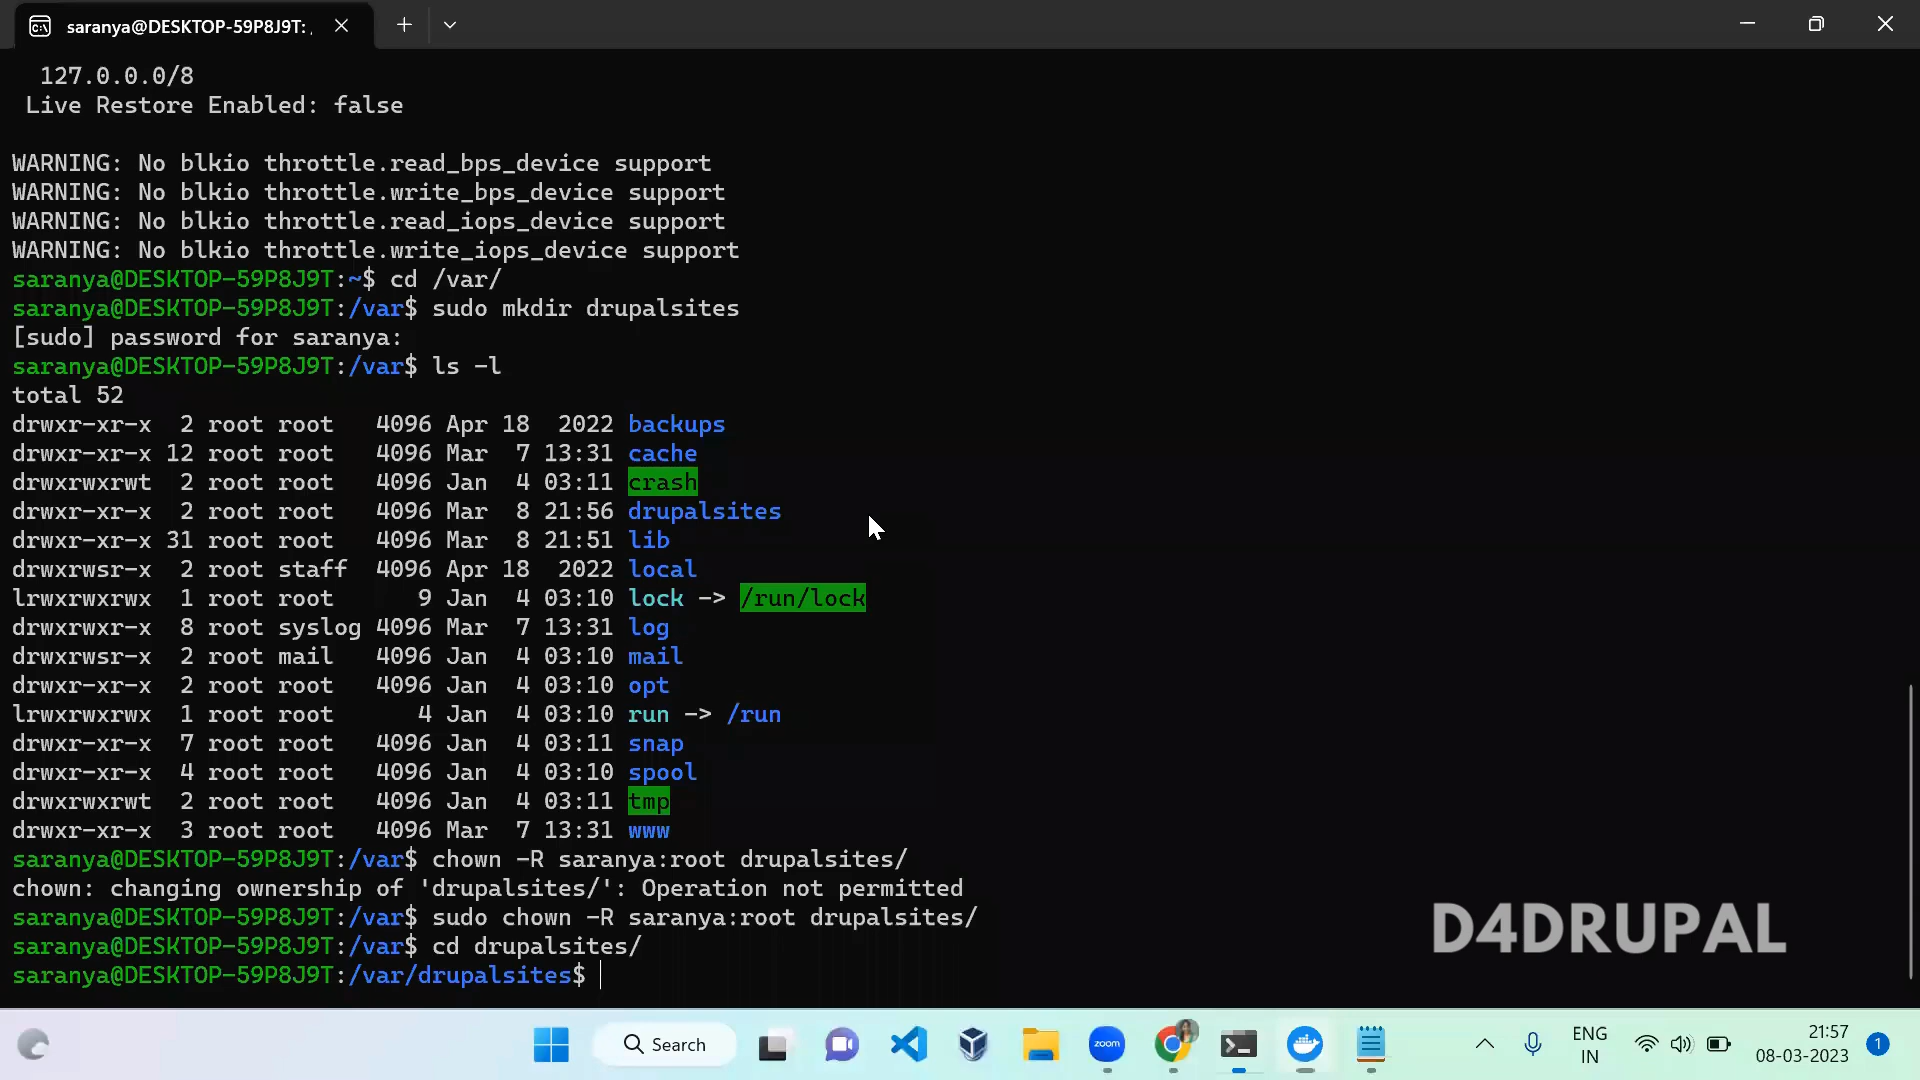 saranya@DESKTOP-59P8J9T: ,
127.0.0.0/8
Live Restore Enabled: false
WARNING: No blkio throttle.read_bps_device support
WARNING: No blkio throttle.write_bps_device support
WARNING: No blkio throttle.read_iops_device support
WARNING: No blkio throttle.write_iops_device support
saranya@DESKTOP-59P8J9T:~$ cd /var/
saranya@DESKTOP-59P8J9T:/var$ sudo mkdir drupalsites
[sudo] password for saranya:
saranya@DESKTOP-59P8J9T:/var$ ls -l
total 52
drwxr-xr-x  2 root root   4096 Apr 18  2022 backups
drwxr-xr-x 12 root root   4096 Mar  7 13:31 cache
drwxrwxrwt  2 root root   4096 Jan  4 03:11 crash
drwxr-xr-x  2 root root   4096 Mar  8 21:56 drupalsites
drwxr-xr-x 31 root root   4096 Mar  8 21:51 lib
drwxrwsr-x  2 root staff  4096 Apr 18  2022 local
lrwxrwxrwx  1 root root      9 Jan  4 03:10 lock -> /run/lock
drwxrwxr-x  8 root syslog 4096 Mar  7 13:31 log
drwxrwsr-x  2 root mail   4096 Jan  4 03:10 mail
drwxr-xr-x  2 root root   4096 Jan  4 03:10 opt
lrwxrwxrwx  1 root root      4 Jan  4 03:10 run -> /run
drwxr-xr-x  7 root root   4096 Jan  4 03:11 snap
drwxr-xr-x  4 root root   4096 Jan  4 03:10 spool
drwxrwxrwt  2 root root   4096 Jan  4 03:11 tmp
drwxr-xr-x  3 root root   4096 Mar  7 13:31 www
saranya@DESKTOP-59P8J9T:/var$ chown -R saranya:root drupalsites/
chown: changing ownership of 'drupalsites/': Operation not permitted
saranya@DESKTOP-59P8J9T:/var$ sudo chown -R saranya:root drupalsites/
saranya@DESKTOP-59P8J9T:/var$ cd drupalsites/
saranya@DESKTOP-59P8J9T:/var/drupalsites$
D4DRUPAL
Search
zoom
ENG
IN
21:57
08-03-2023
1